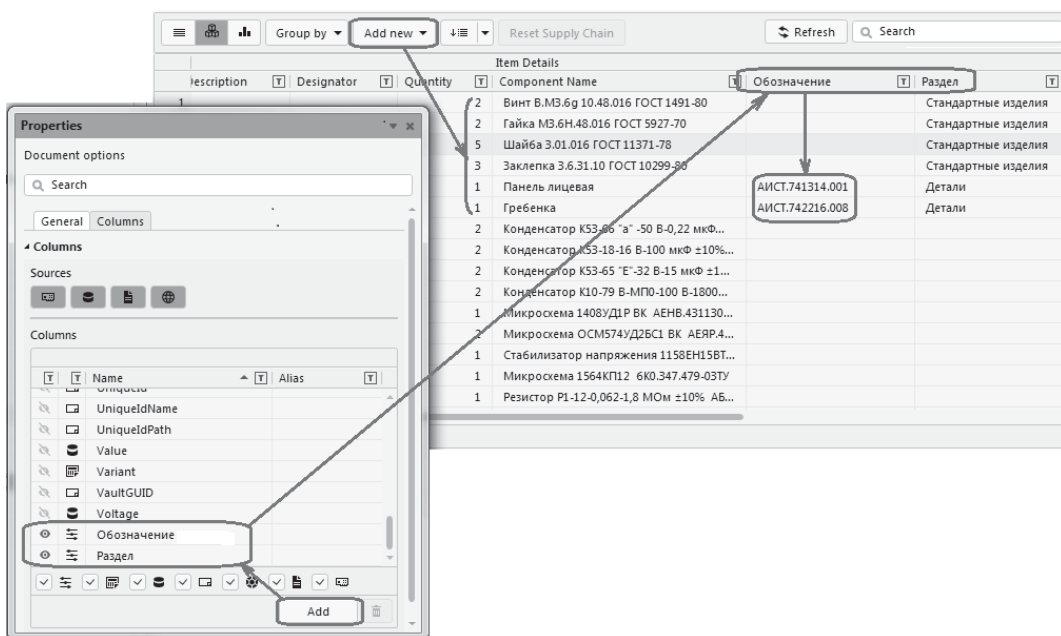 Group by Add new Reset Supply Chain Refresh Search
Item Details
Description Designator Quantity Component Name Обозначение Раздел
1 2 Винт В.М3.6g 10.48.016 ГОСТ 1491-80 Стандартные изделия
2 Гайка М3.6Н.48.016 ГОСТ 5927-70 Стандартные изделия
5 Шайба 3.01.016 ГОСТ 11371-78 Стандартные изделия
3 Заклепка 3.6.31.10 ГОСТ 10299-80 Стандартные изделия
1 Панель лицевая АИСТ.741314.001 Детали
1 Гребенка АИСТ.742216.008 Детали
2 Конденсатор К53-66 "а" -50 В-0,22 мкФ...
2 Конденсатор К53-18-16 В-100 мкФ ±10%...
2 Конденсатор К53-65 "Е"-32 В-15 мкФ ±1...
2 Конденсатор К10-79 В-МП0-100 В-1800...
1 Микросхема 1408УД1Р ВК АЕНВ.431130...
2 Микросхема ОСМ574УД2БС1 ВК АЕЯР.4...
1 Стабилизатор напряжения 1158ЕН15ВТ...
1 Микросхема 1564КП12 6К0.347.479-03ТУ
1 Резистор Р1-12-0,062-1,8 МОм ±10% АБ...
Properties
Document options
Search
General Columns
Columns
Sources
Columns
Name Alias
UniqueId
UniqueIdName
UniqueIdPath
Value
Variant
VaultGUID
Voltage
Обозначение
Раздел
Add